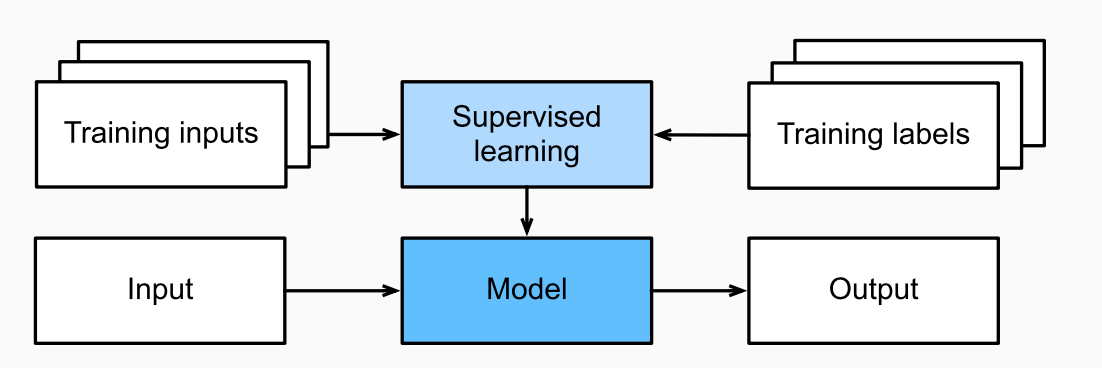 Training inputs
Supervised
learning
Training labels
Input
Model
Output